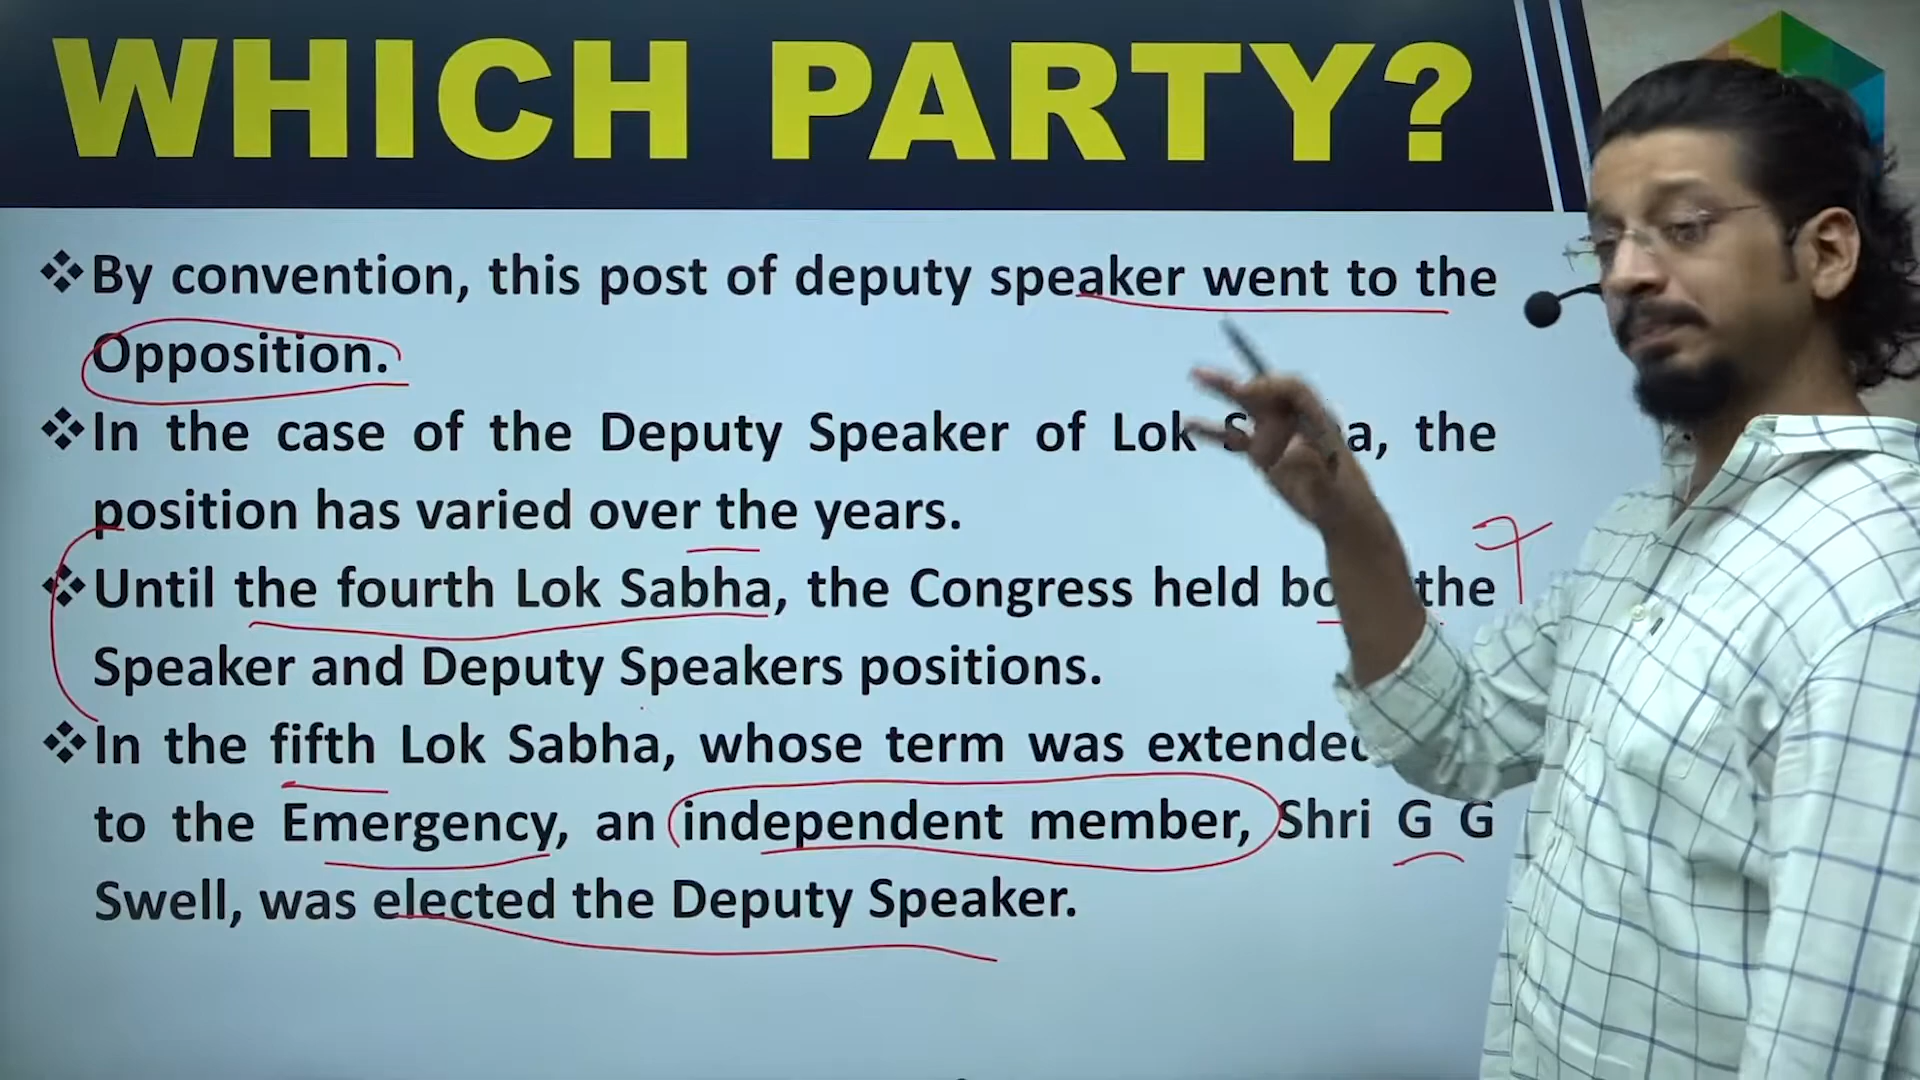 WHICH PARTY?
❖By convention, this post of deputy speaker went to the
Opposition.
❖In the case of the Deputy Speaker of Lok the
position has varied over the years.
❖Until the fourth Lok Sabha, the Congress held the
Speaker and Deputy Speakers positions.
❖In the fifth Lok Sabha, whose term was extended
to the Emergency, an independent member, Shri G G
Swell, was elected the Deputy Speaker.